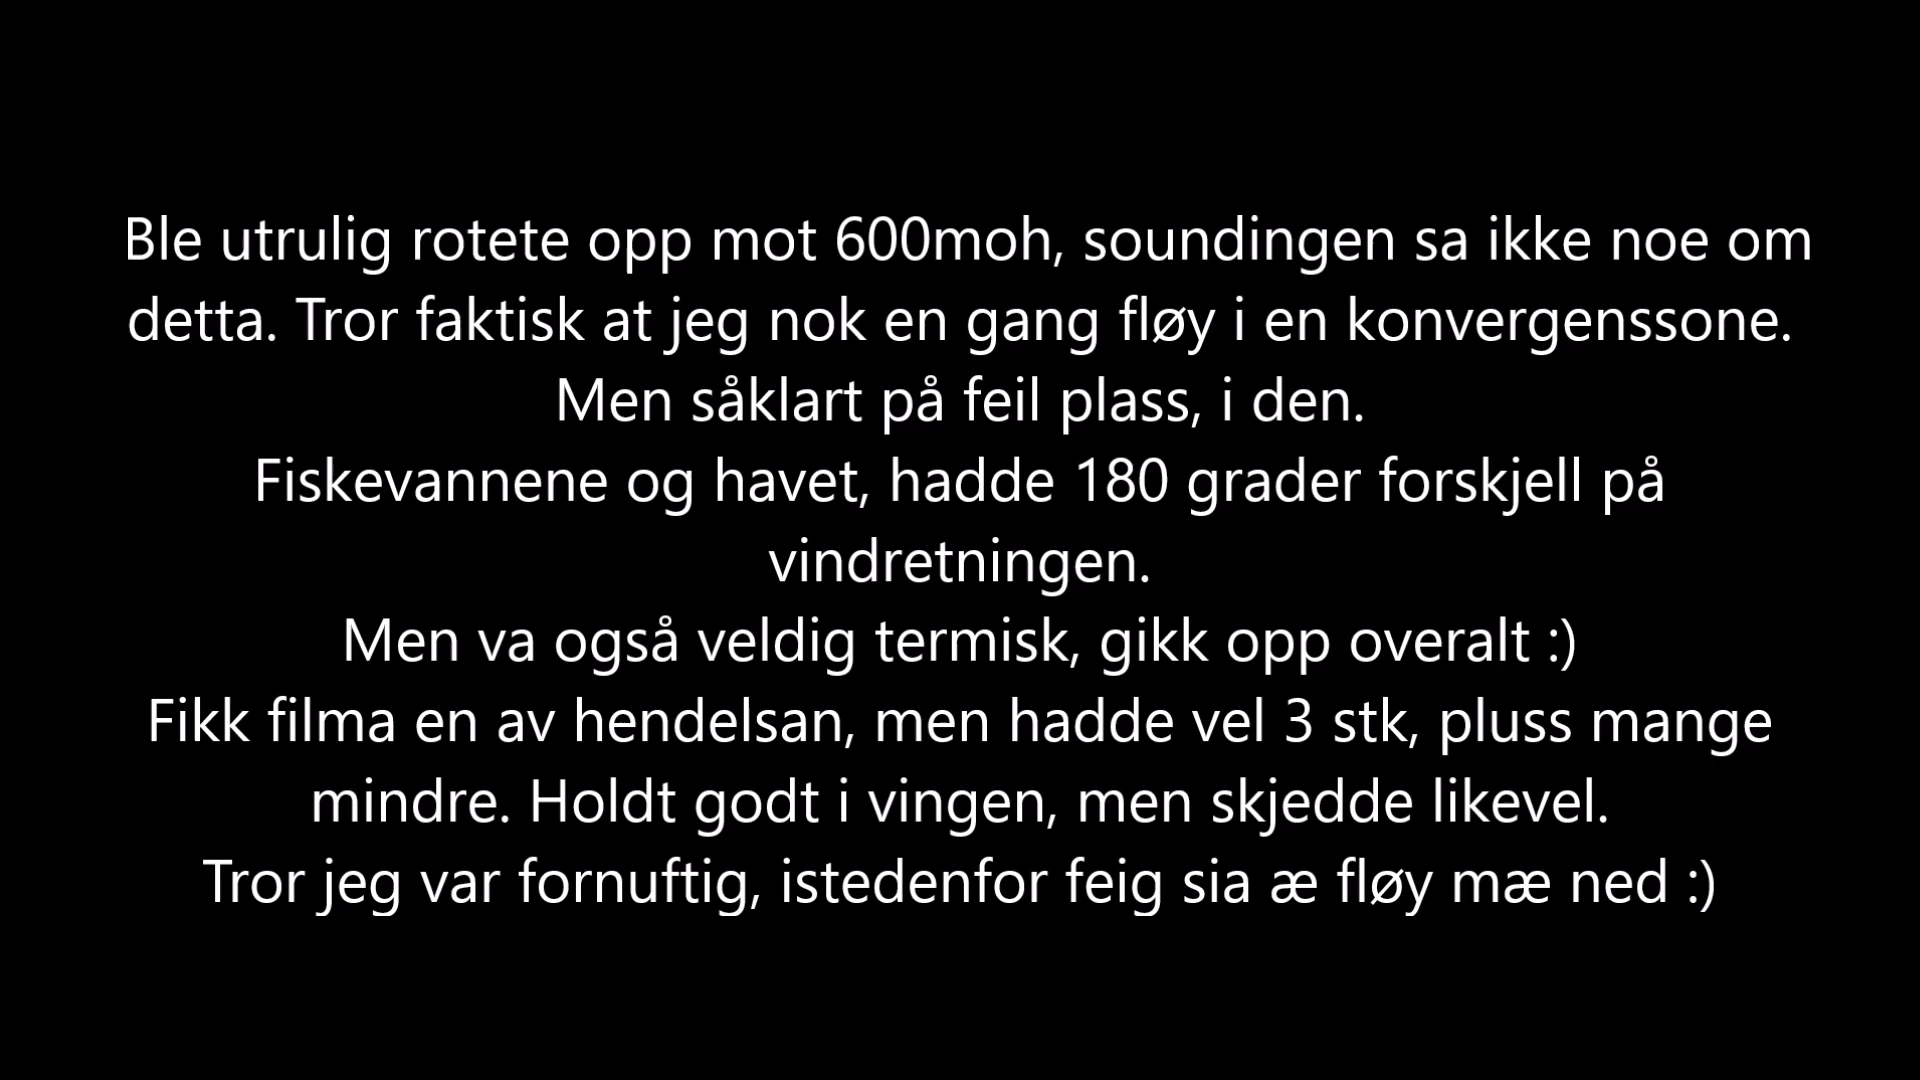 Ble utrulig rotete opp mot 600moh, soundingen sa ikke noe om
detta. Tror faktisk at jeg nok en gang fløy i en konvergenssone.
Men såklart på feil plass, i den.
Fiskevannene og havet, hadde 180 grader forskjell på
vindretningen.
Men va også veldig termisk, gikk opp overalt :)
Fikk filma en av hendelsan, men hadde vel 3 stk, pluss mange
mindre. Holdt godt i vingen, men skjedde likevel.
Tror jeg var fornuftig, istedenfor feig sia æ fløy mæ ned :)